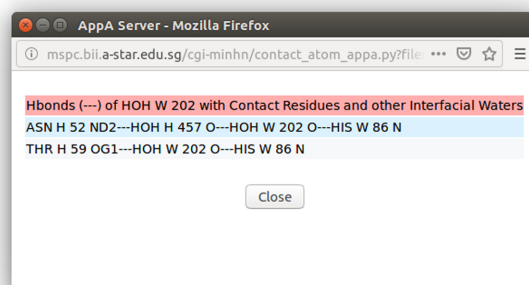 AppA Server - Mozilla Firefox
mspc.bii.a-star.edu.sg/cgi-minhn/contact_atom_appa.py?file
Hbonds (---) of HOH W 202 with Contact Residues and other Interfacial Waters
ASN H 52 ND2---HOH H 457 O---HOH W 202 O---HIS W 86 N
THR H 59 OG1---HOH W 202 O---HIS W 86 N
Close